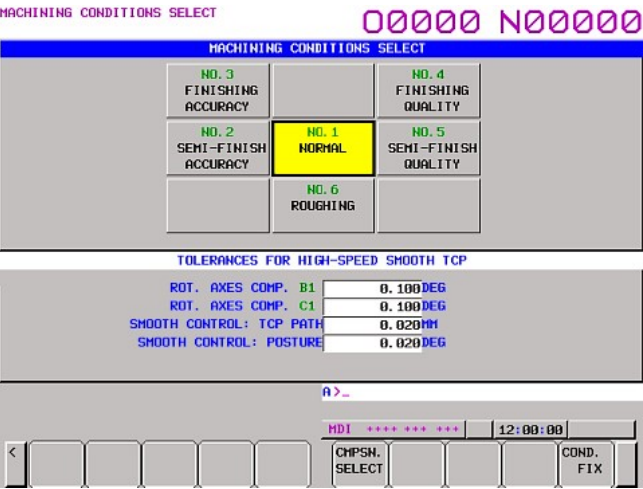 MACHINING CONDITIONS SELECT
O0000 N00000
MACHINING CONDITIONS SELECT
NO. 3
FINISHING
ACCURACY
NO. 4
FINISHING
QUALITY
NO. 2
SEMI-FINISH
ACCURACY
NO. 1
NORMAL
NO. 5
SEMI-FINISH
QUALITY
NO. 6
ROUGHING
TOLERANCES FOR HIGH-SPEED SMOOTH TCP
ROT. AXES COMP. B1 0.100DEG
ROT. AXES COMP. C1 0.100DEG
SMOOTH CONTROL: TCP PATH 0.020MM
SMOOTH CONTROL: POSTURE 0.020DEG
A>_
MDI ++++ *** *** 12:00:00
< CMPSN. SELECT COND. FIX